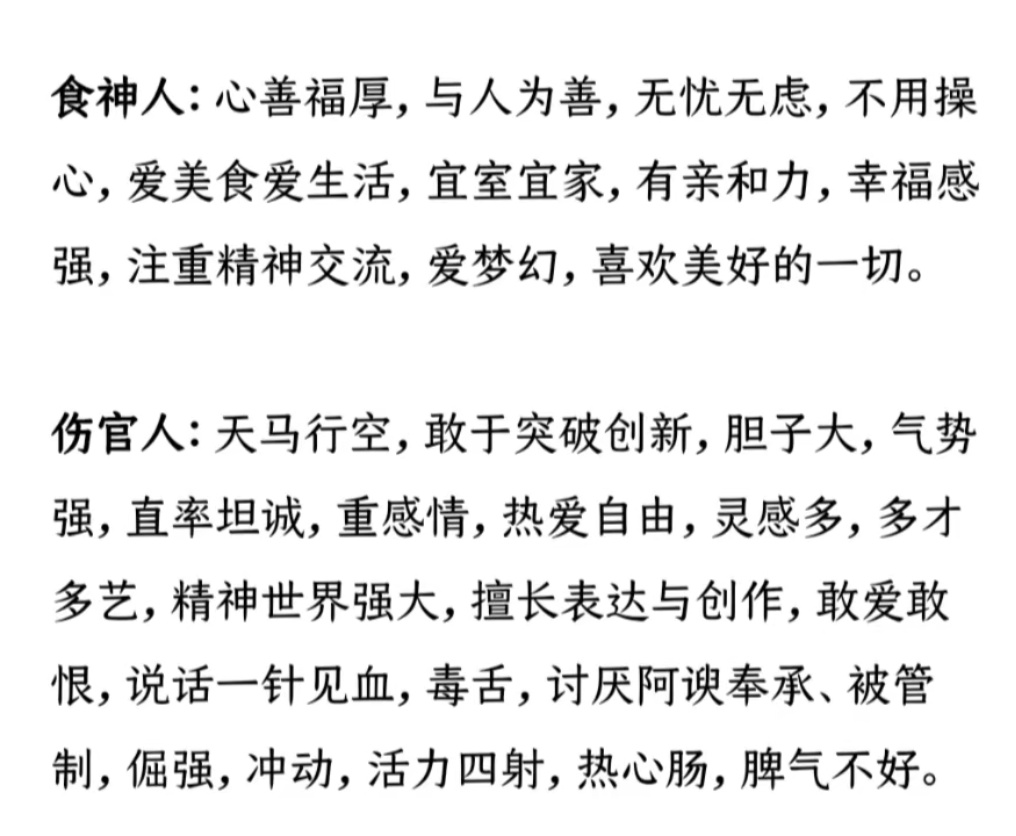 食神人：心善福厚，与人为善，无忧无虑，不用操
心，爱美食爱生活，宜室宜家，有亲和力，幸福感
强，注重精神交流，爱梦幻，喜欢美好的一切。
伤官人：天马行空，敢于突破创新，胆子大，气势
强，直率坦诚，重感情，热爱自由，灵感多，多才
多艺，精神世界强大，擅长表达与创作，敢爱敢
恨，说话一针见血，毒舌，讨厌阿谀奉承、被管
制，倔强，冲动，活力四射，热心肠，脾气不好。